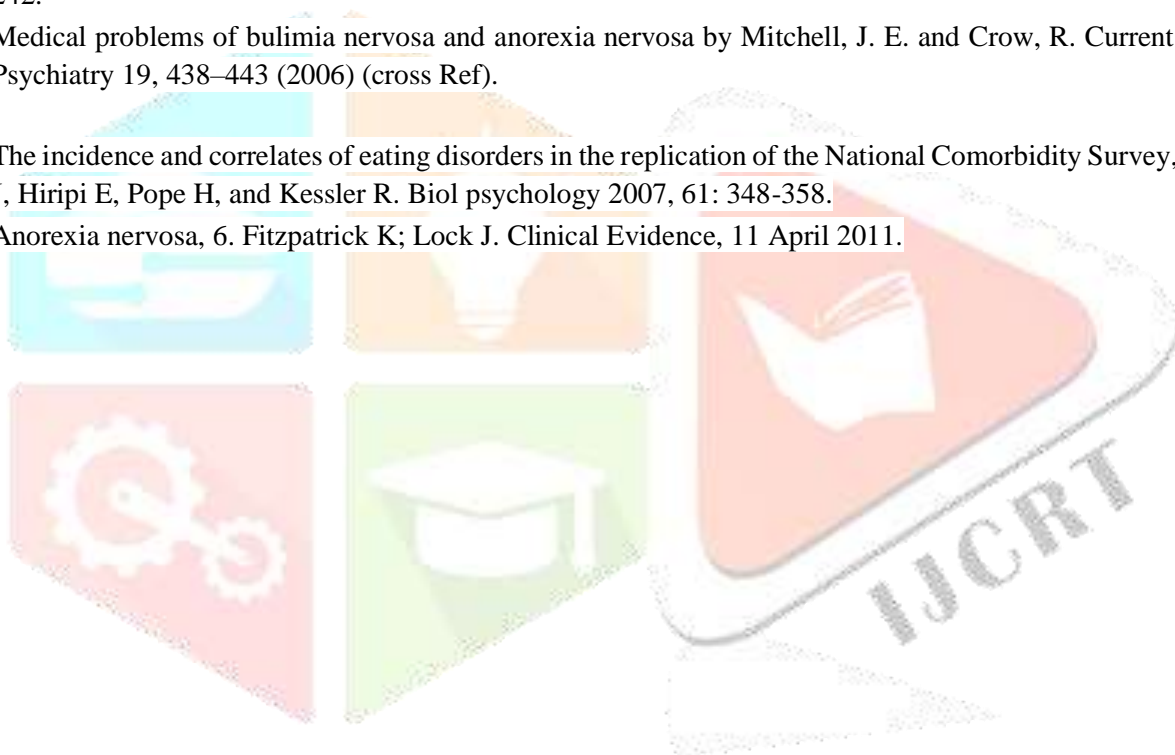 242.
Medical problems of bulimia nervosa and anorexia nervosa by Mitchell, J. E. and Crow, R. Current
Psychiatry 19, 438–443 (2006) (cross Ref).
The incidence and correlates of eating disorders in the replication of the National Comorbidity Survey,
, Hiripi E, Pope H, and Kessler R. Biol psychology 2007, 61: 348-358.
Anorexia nervosa, 6. Fitzpatrick K; Lock J. Clinical Evidence, 11 April 2011.
IJCRT